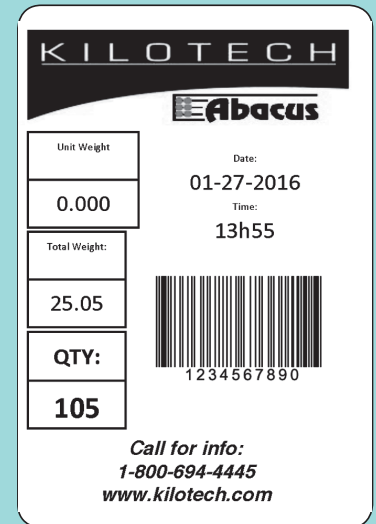 KILOTECH
Abacus
Unit Weight
0.000
Total Weight:
25.05
QTY:
105
Date:
01-27-2016
Time:
13h55
1234567890
Call for info:
1-800-694-4445
www.kilotech.com